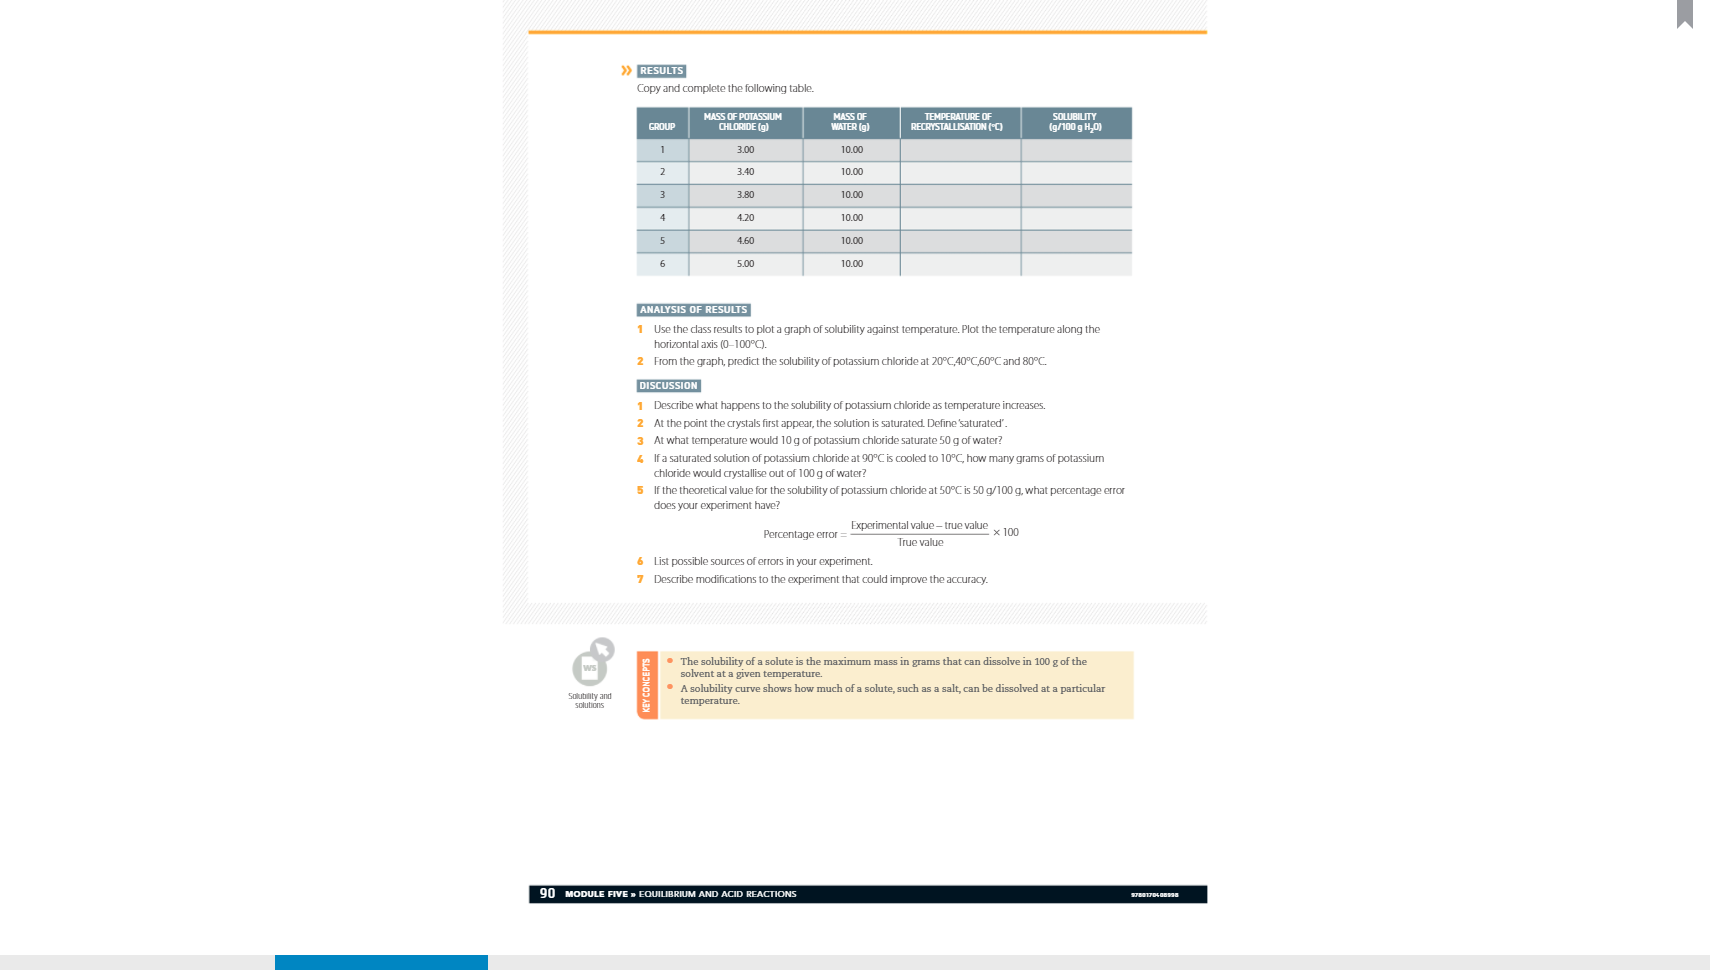 RESULTS
Copy and complete the following table.
GROUP MASS OF POTASSIUM CHLORIDE (g) MASS OF WATER (g) TEMPERATURE OF RECRYSTALLISATION (°C) SOLUBILITY (g/100 g H₂O)
1 3.00 10.00
2 3.40 10.00
3 3.80 10.00
4 4.20 10.00
5 4.60 10.00
6 5.00 10.00
ANALYSIS OF RESULTS
1 Use the class results to plot a graph of solubility against temperature. Plot the temperature along the
horizontal axis (0–100°C).
2 From the graph, predict the solubility of potassium chloride at 20°C,40°C,60°C and 80°C.
DISCUSSION
1 Describe what happens to the solubility of potassium chloride as temperature increases.
2 At the point the crystals first appear, the solution is saturated. Define 'saturated'.
3 At what temperature would 10 g of potassium chloride saturate 50 g of water?
4 If a saturated solution of potassium chloride at 90°C is cooled to 10°C, how many grams of potassium
chloride would crystallise out of 100 g of water?
5 If the theoretical value for the solubility of potassium chloride at 50°C is 50 g/100 g, what percentage error
does your experiment have?
Percentage error = Experimental value – true value / True value × 100
6 List possible sources of errors in your experiment.
7 Describe modifications to the experiment that could improve the accuracy.
WS
Solubility and
solutions
KEY CONCEPTS
• The solubility of a solute is the maximum mass in grams that can dissolve in 100 g of the
solvent at a given temperature.
• A solubility curve shows how much of a solute, such as a salt, can be dissolved at a particular
temperature.
90 MODULE FIVE » EQUILIBRIUM AND ACID REACTIONS
9780170408998